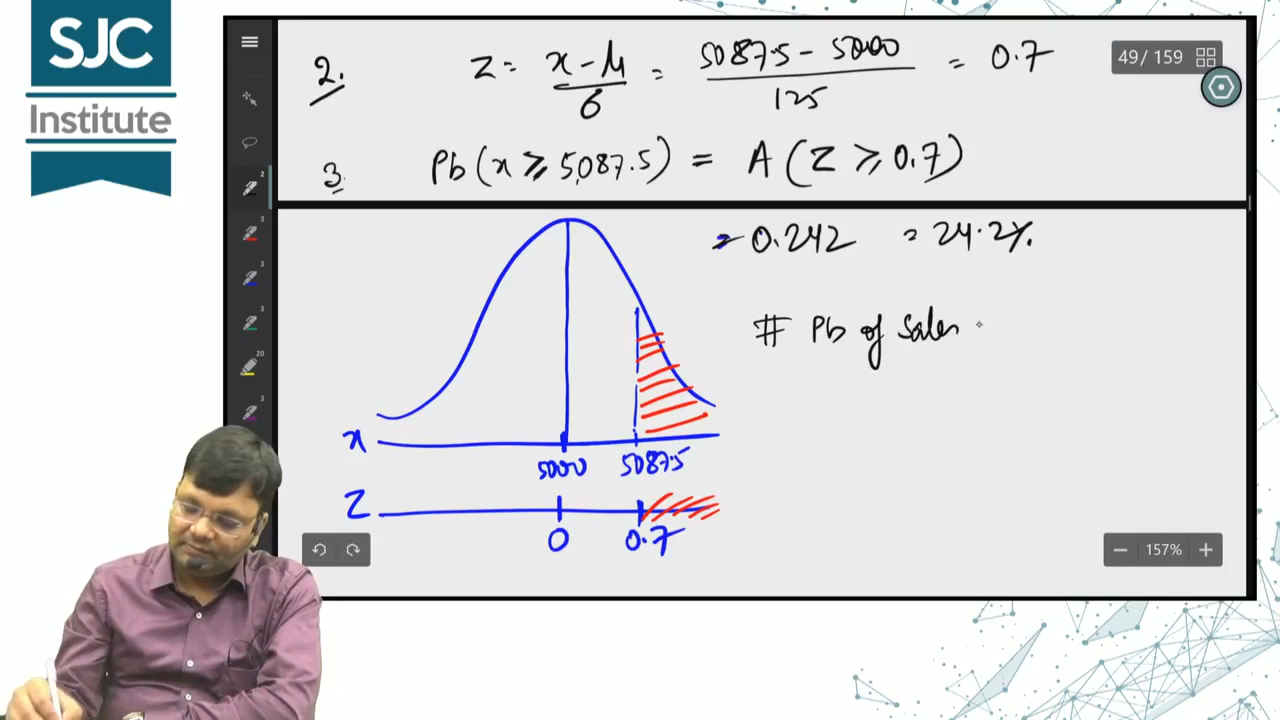 SJC
Institute
49 / 159
2. Z = x - μ / σ = 5087.5 - 5000 / 125 = 0.7
3 Pb (x ≥ 5,087.5) = A (Z ≥ 0.7)
= 0.242 = 24.2%.
# Pb of Sales
x
5000 5087.5
Z
0 0.7
157%